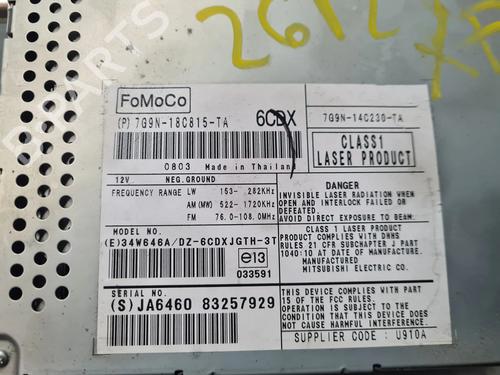 FoMoCo
(P) 7G9N-18C815-TA
6CDX
7G9N-14C230-TA
0803 Made in Thailand
CLASS1
LASER PRODUCT
12V NEG.GROUND
FREQUENCY RANGE LW 153- 282KHz
AM(MW) 522- 1720KHz
FM 76.0-108.0MHz
DANGER
INVISIBLE LASER RADIATION WHEN
OPEN AND INTERLOCK FAILED OR
DEFEATED.
AVOID DIRECT EXPOSURE TO BEAM.
MODEL NO.
(E)34W646A/DZ-6CDXJGTH-3T
e13
033591
CLASS 1 LASER PRODUCT
PRODUCT COMPLIES WITH DHHS
RULES 21 CFR SUBCHAPTER J PART
1040:10 AT DATE OF MANUFACTURE.
MITSUBISHI ELECTRIC CO.
SERIAL NO.
(S)JA6460 83257929
THIS DEVICE COMPLIES WITH PART
15 OF THE FCC RULES.
OPERATION IS SUBJECT TO THE
CONDITION THAT THIS DEVICE DOES
NOT CAUSE HARMFUL INTERFERENCE
SUPPLIER CODE : U910A